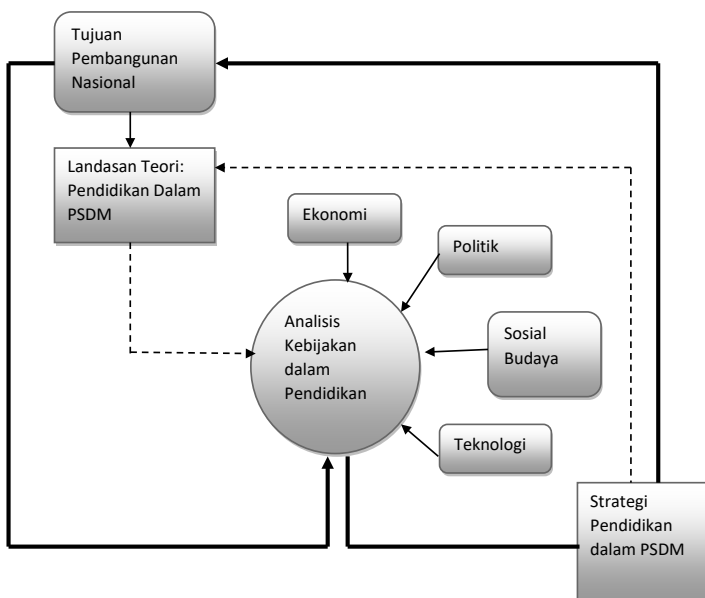 Tujuan
Pembangunan
Nasional
Landasan Teori:
Pendidikan Dalam
PSDM
Ekonomi
Politik
Analisis
Kebijakan
dalam
Pendidikan
Sosial
Budaya
Teknologi
Strategi
Pendidikan
dalam PSDM